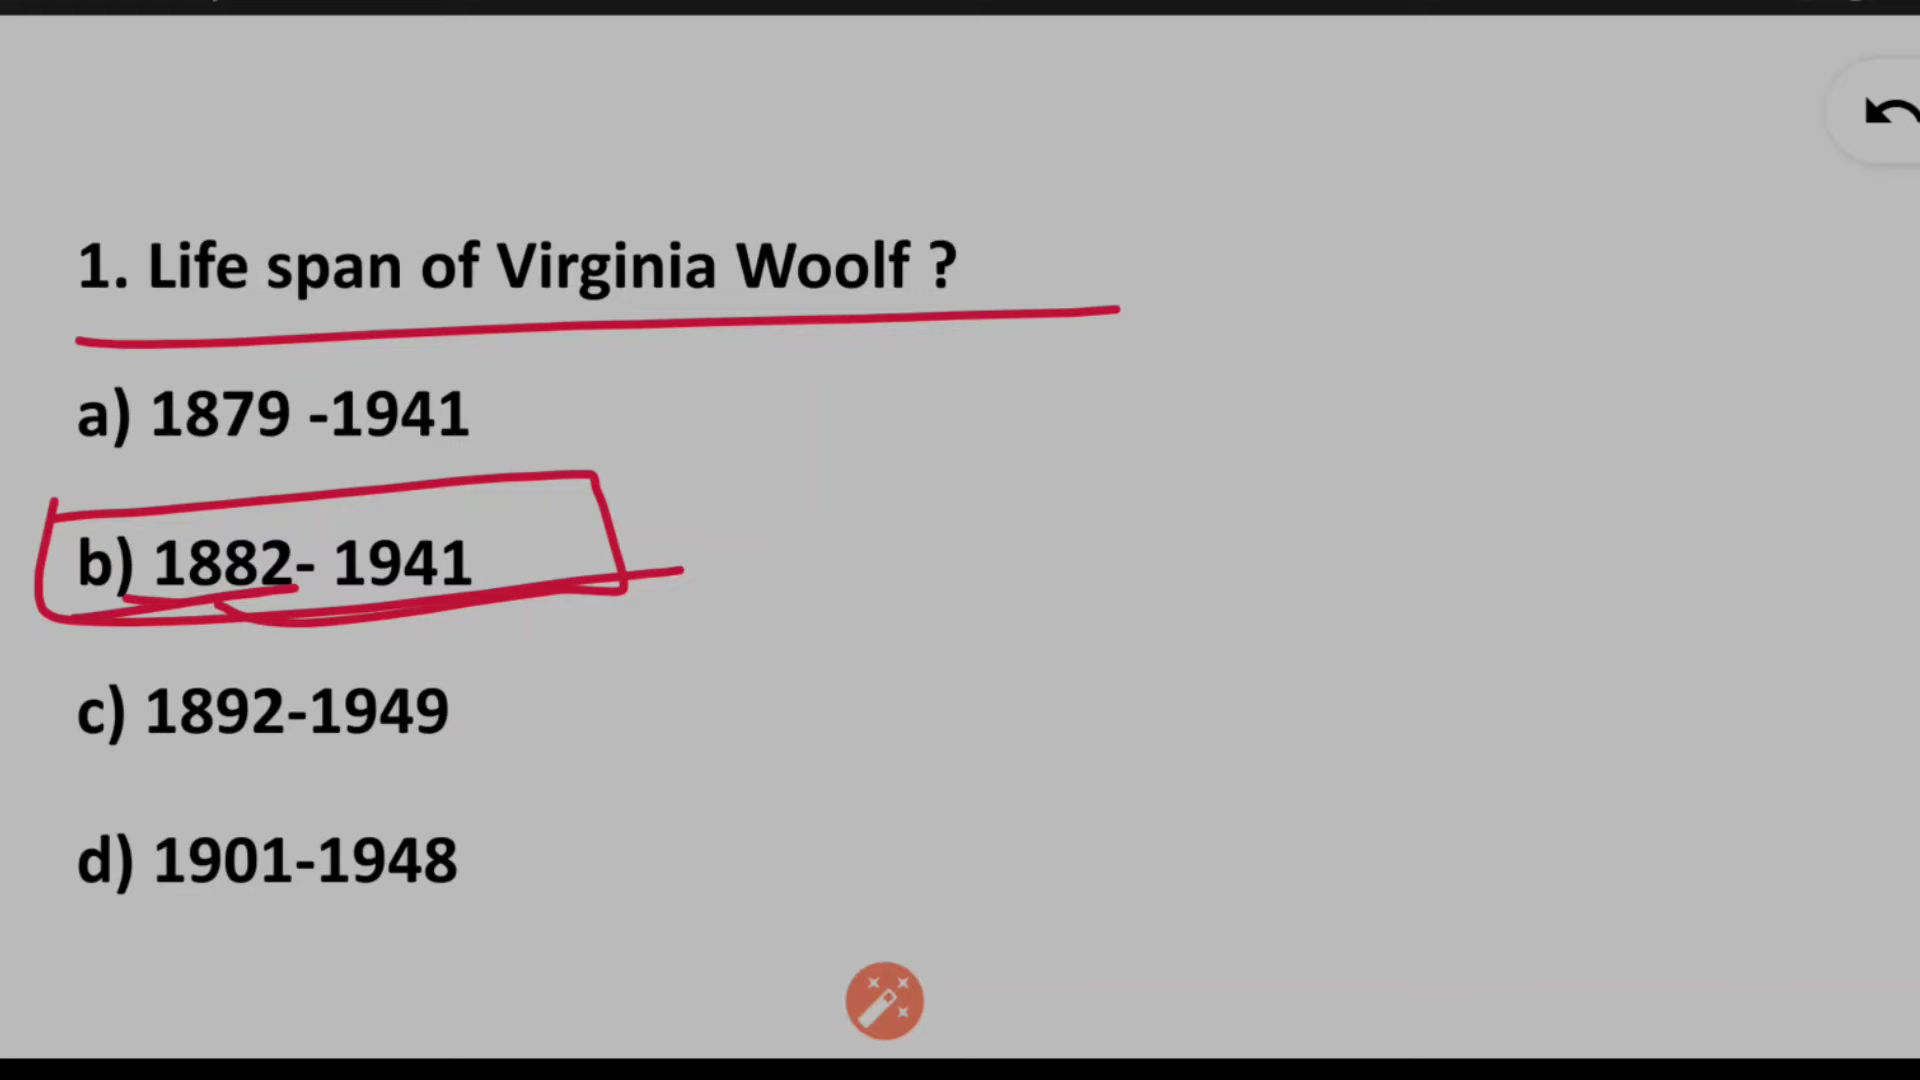 1. Life span of Virginia Woolf ?
a) 1879 -1941
b) 1882- 1941
c) 1892-1949
d) 1901-1948